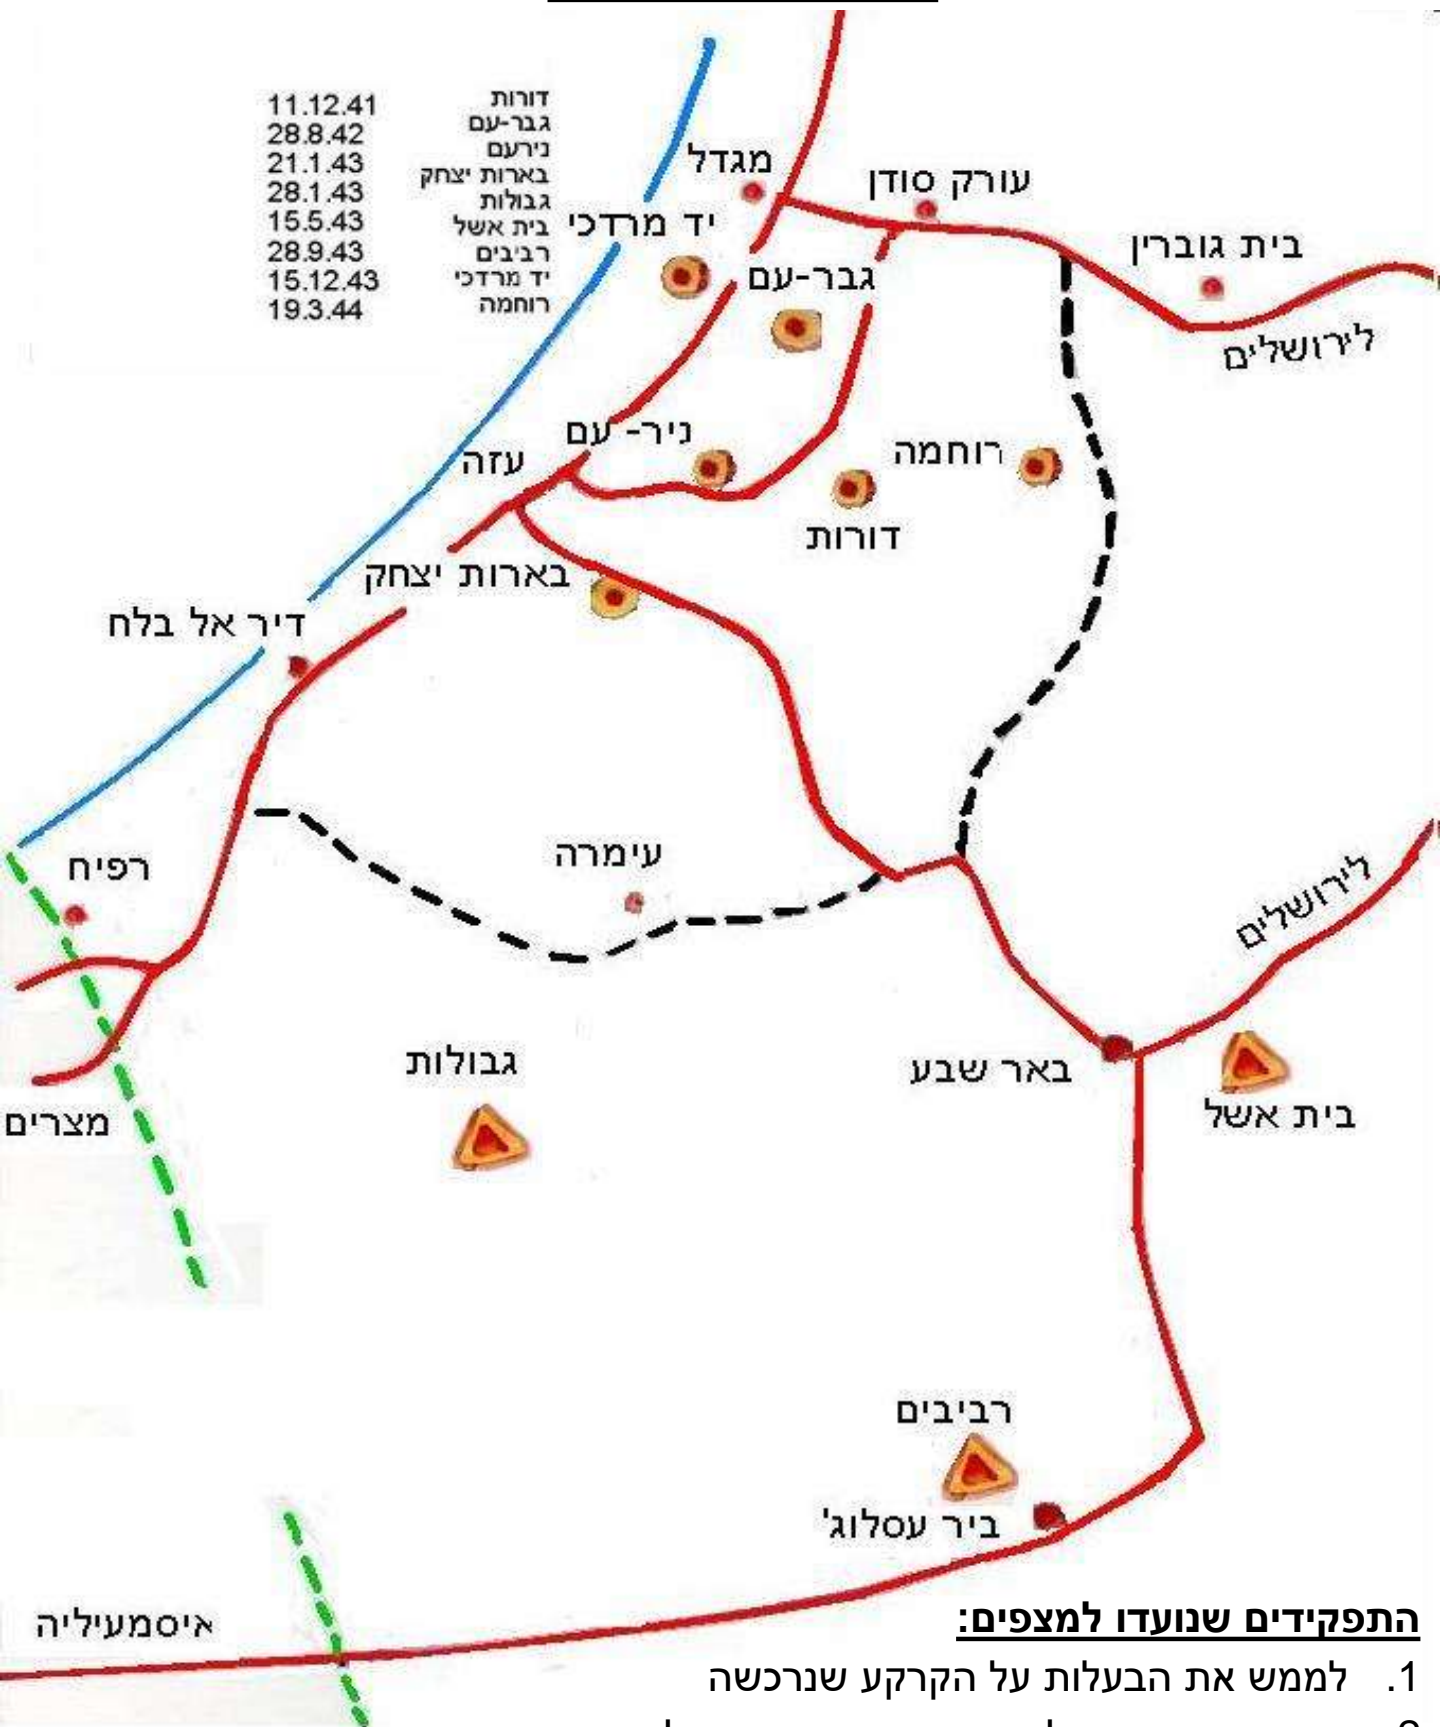 דורות
גבר-עם
נירעם
בארות יצחק
גבולות
בית אשל
רביבים
יד מרדכי
רוחמה
11.12.41
28.8.42
21.1.43
28.1.43
15.5.43
28.9.43
15.12.43
19.3.44
מגדל
עורק סודן
יד מרדכי
בית גוברין
גבר-עם
לירושלים
ניר- עם
רוחמה
עזה
דורות
בארות יצחק
דיר אל בלח
עימרה
רפיח
לירושלים
גבולות
באר שבע
בית אשל
מצרים
רביבים
ביר עסלוג'
איסמעיליה
התפקידים שנועדו למצפים:
1. לממש את הבעלות על הקרקע שנרכשה